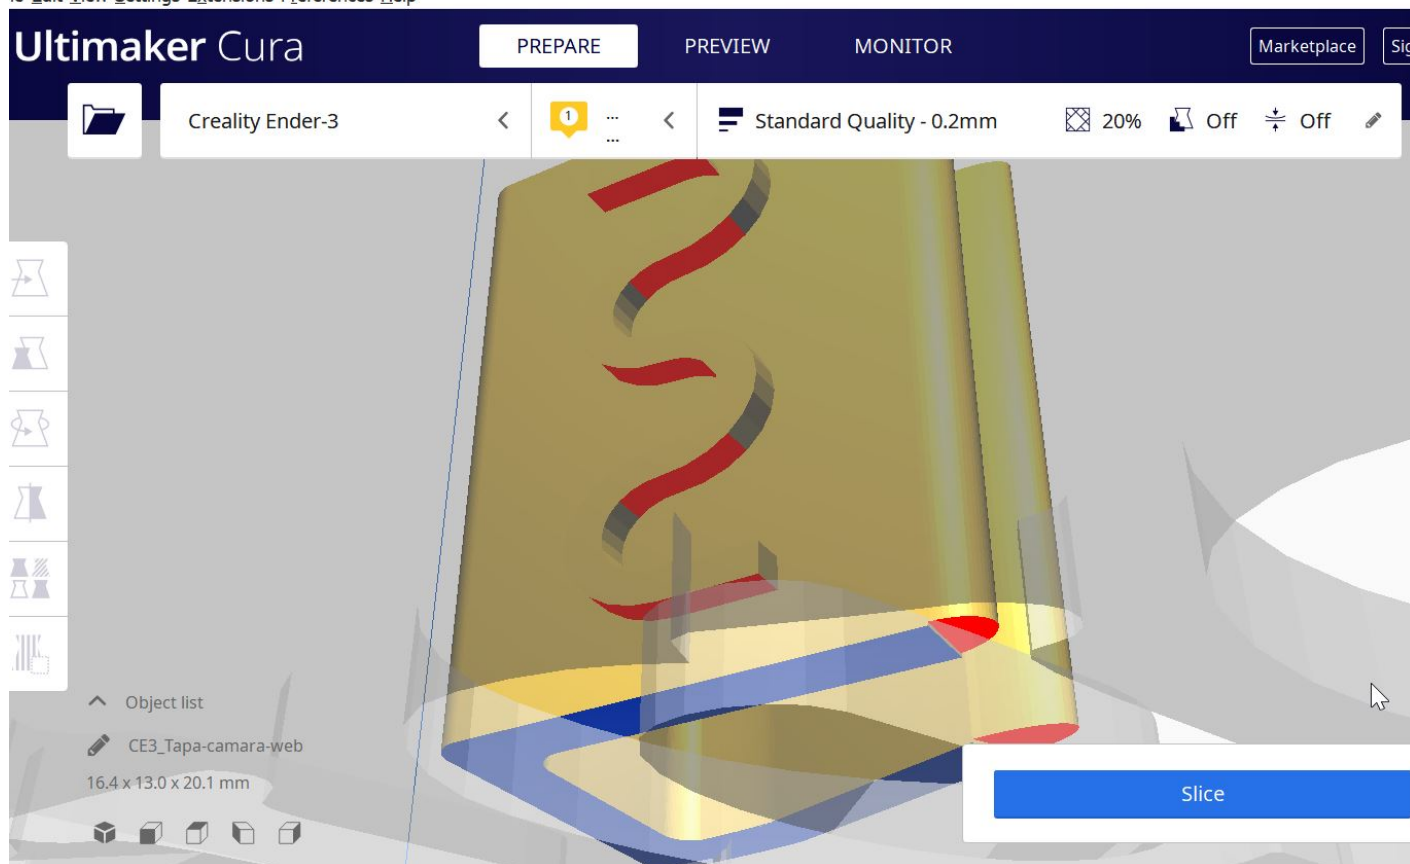 Ultimaker Cura
PREPARE
PREVIEW
MONITOR
Marketplace
Creality Ender-3
1
...
...
Standard Quality - 0.2mm
20%
Off
Off
Object list
CE3_Tapa-camara-web
16.4 x 13.0 x 20.1 mm
Slice